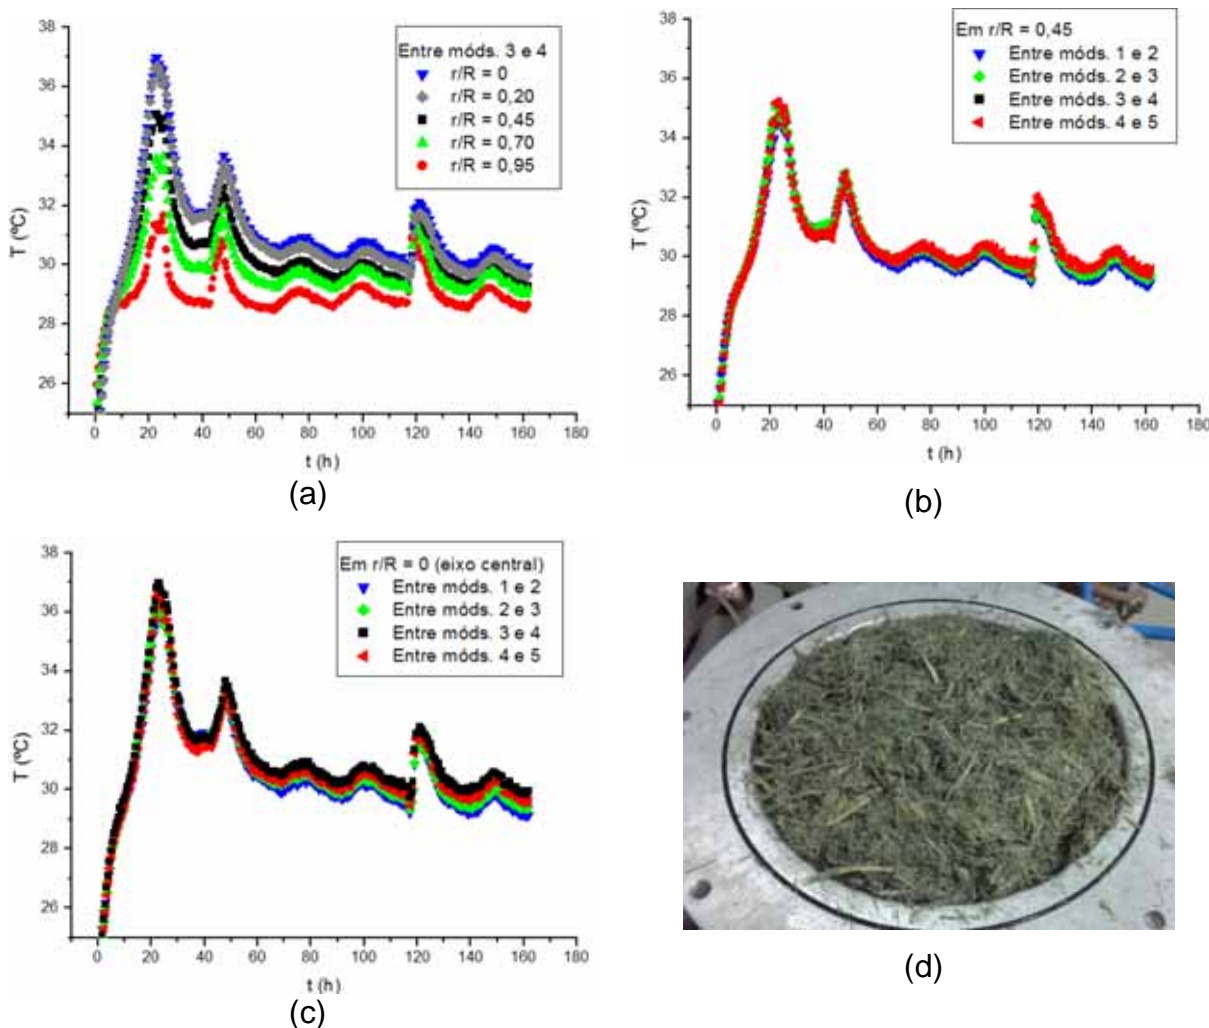 38
36
34
32
30
28
26
T (ºC)
0 20 40 60 80 100 120 140 160 180
t (h)
Entre móds. 3 e 4
r/R = 0
r/R = 0,20
r/R = 0,45
r/R = 0,70
r/R = 0,95
(a)
38
36
34
32
30
28
26
T (ºC)
0 20 40 60 80 100 120 140 160 180
t (h)
Em r/R = 0,45
Entre móds. 1 e 2
Entre móds. 2 e 3
Entre móds. 3 e 4
Entre móds. 4 e 5
(b)
38
36
34
32
30
28
26
T (ºC)
0 20 40 60 80 100 120 140 160 180
t (h)
Em r/R = 0 (eixo central)
Entre móds. 1 e 2
Entre móds. 2 e 3
Entre móds. 3 e 4
Entre móds. 4 e 5
(c)
(d)